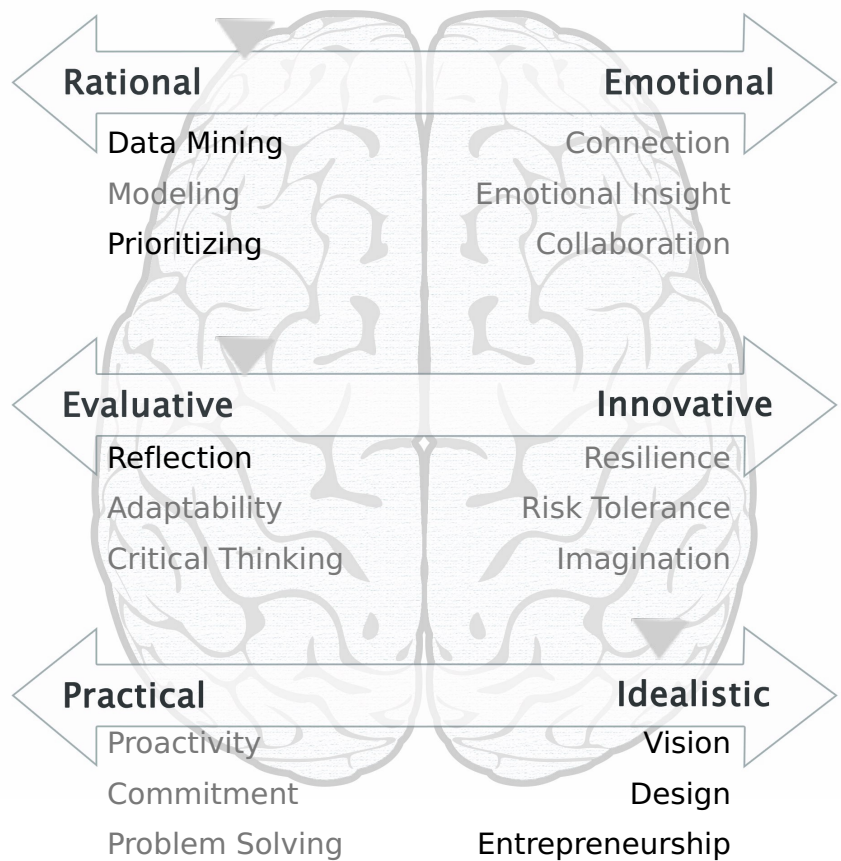 Rational Emotional
Data Mining Connection
Modeling Emotional Insight
Prioritizing Collaboration
Evaluative Innovative
Reflection Resilience
Adaptability Risk Tolerance
Critical Thinking Imagination
Practical Idealistic
Proactivity Vision
Commitment Design
Problem Solving Entrepreneurship